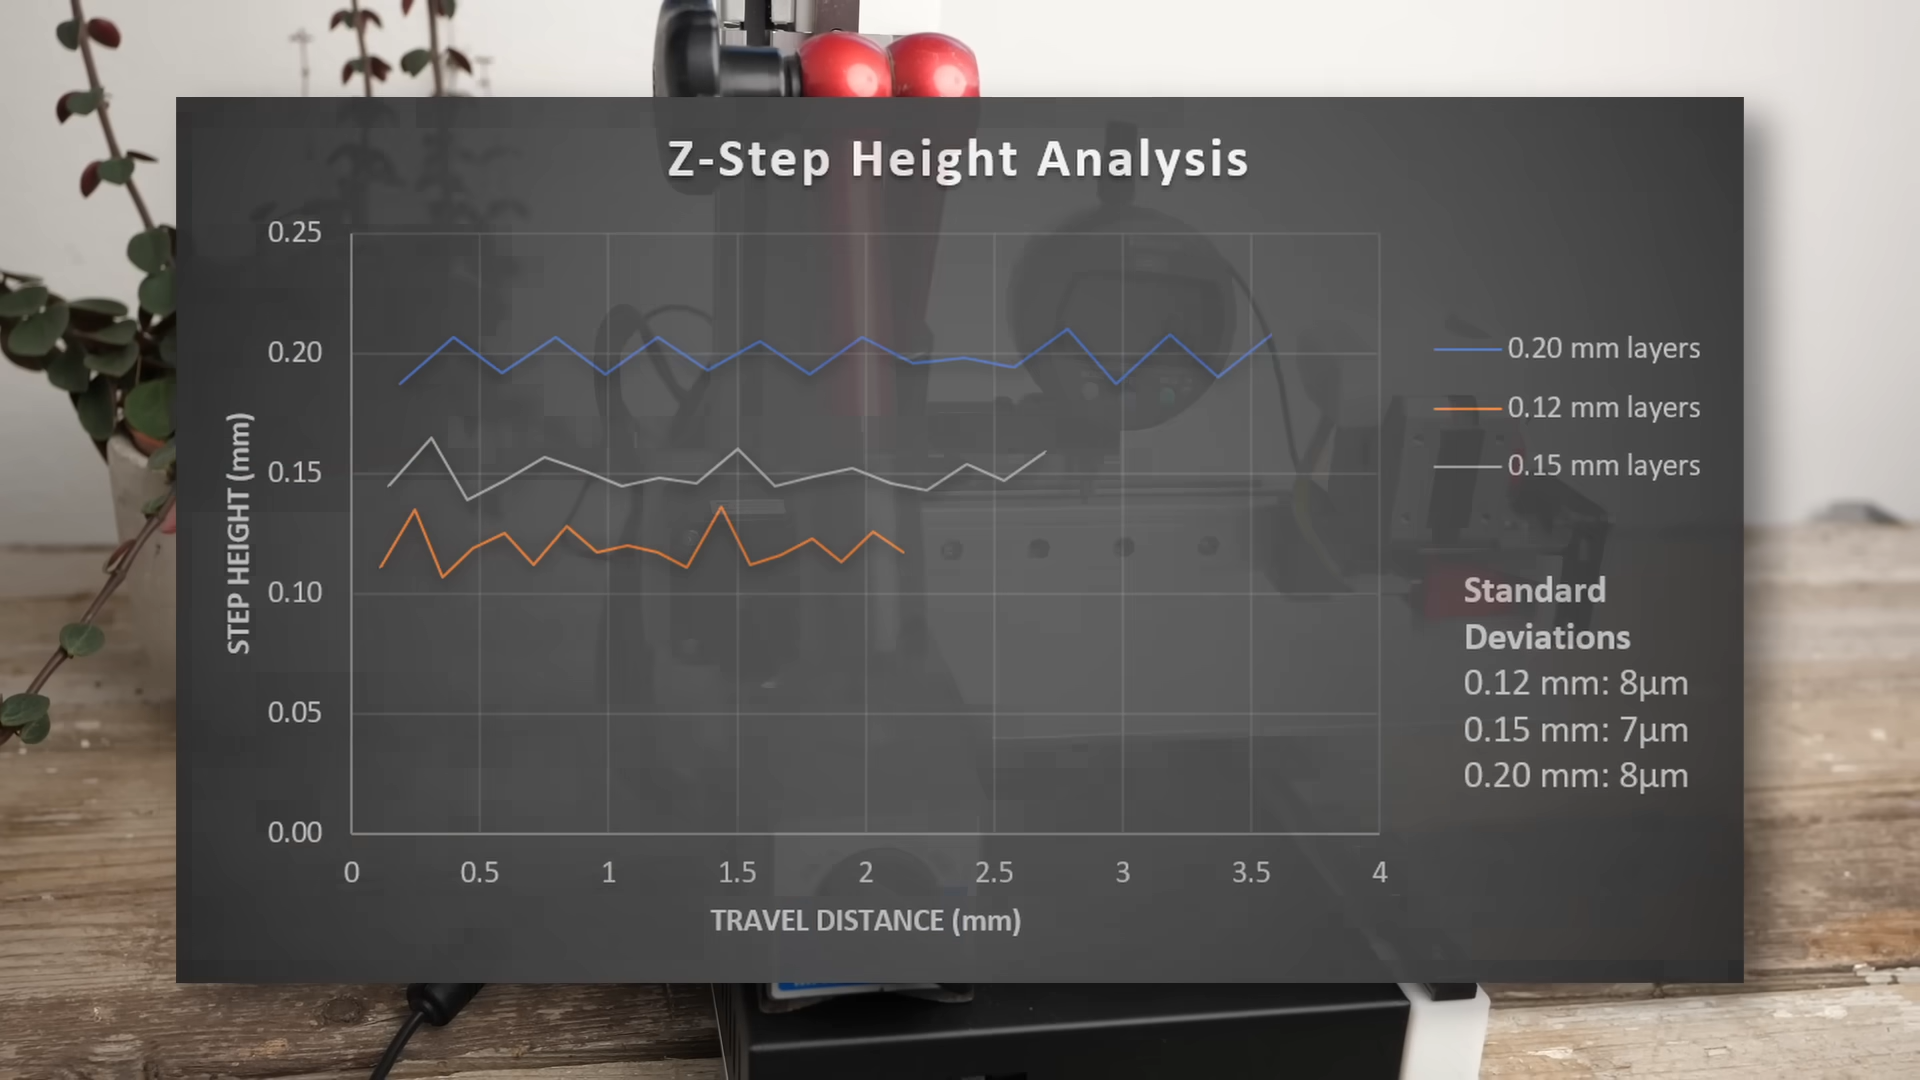 Z-Step Height Analysis
0.25
0.20
0.15
0.10
0.05
0.00
STEP HEIGHT (mm)
0
0.5
1
1.5
2
2.5
3
3.5
4
TRAVEL DISTANCE (mm)
0.20 mm layers
0.12 mm layers
0.15 mm layers
Standard
Deviations
0.12 mm: 8µm
0.15 mm: 7µm
0.20 mm: 8µm